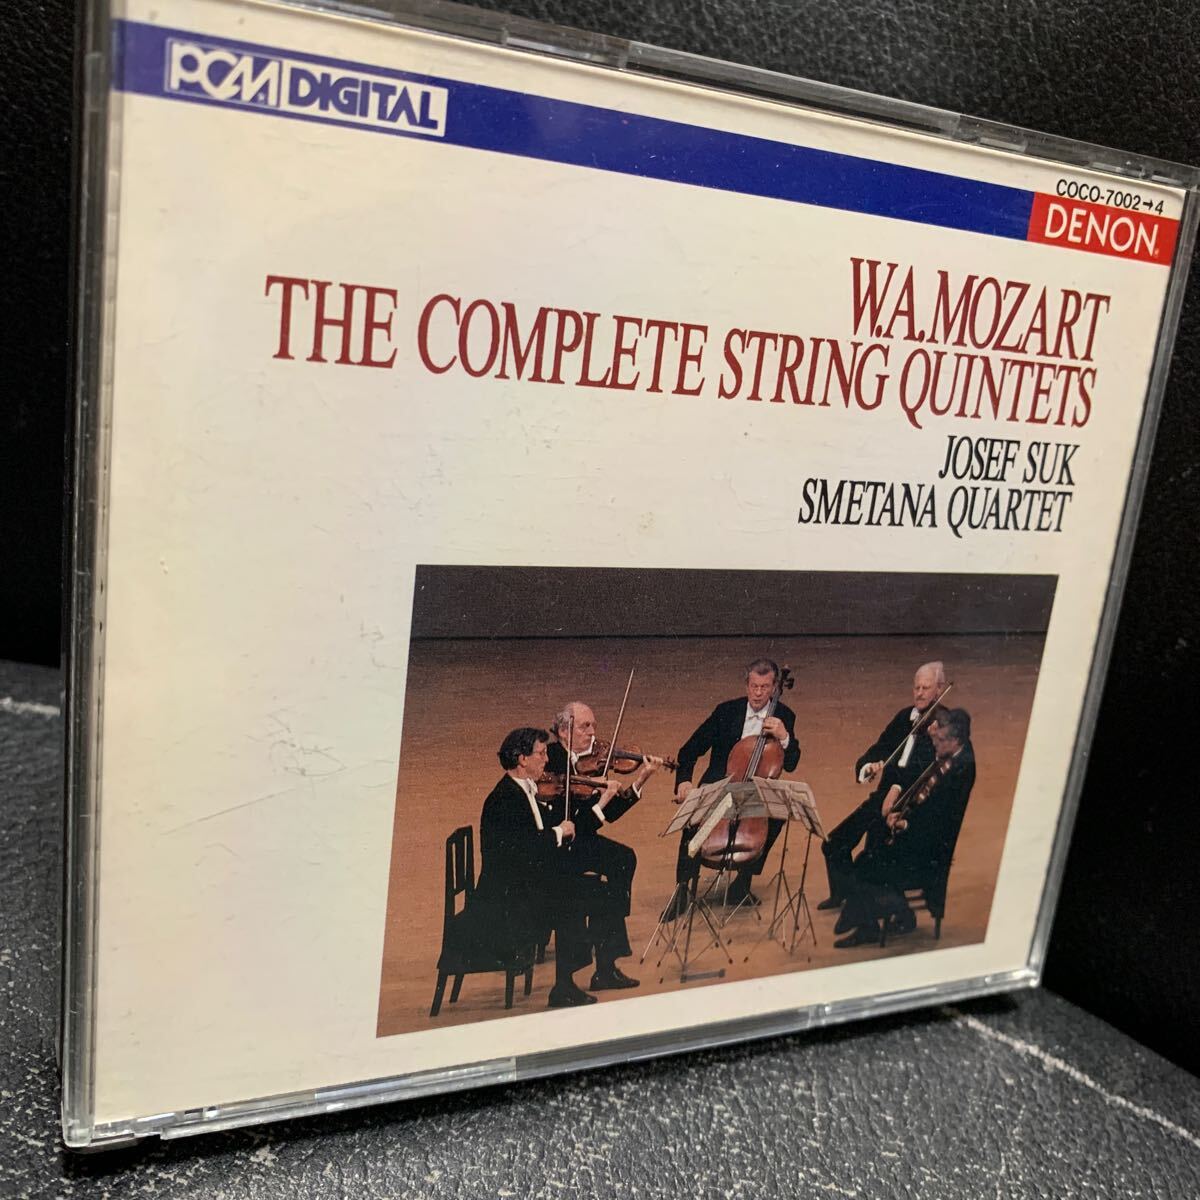 PCM DIGITAL
COCO-7002→4
DENON
W.A.MOZART
THE COMPLETE STRING QUINTETS
JOSEF SUK
SMETANA QUARTET